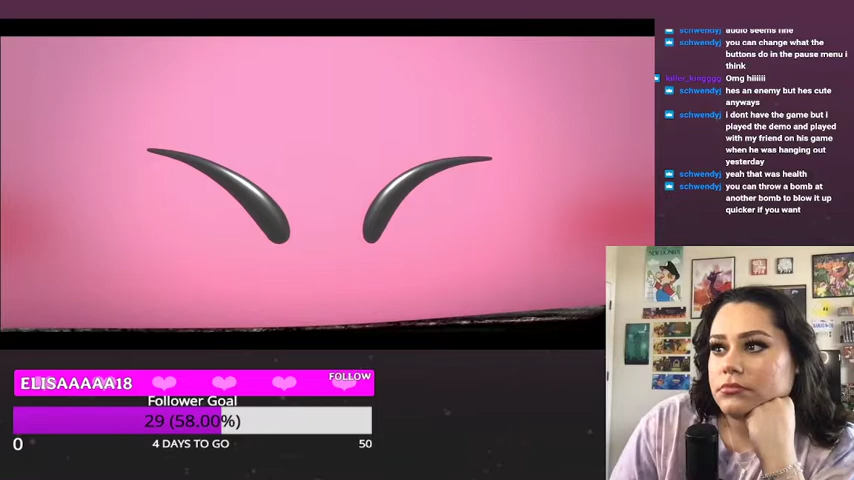 schwendyj audio seems fine
schwendyj you can change what the
buttons do in the pause menu i
think
killer_kingggg Omg hiiiiii
schwendyj hes an enemy but hes cute
anyways
schwendyj i dont have the game but i
played the demo and played
with my friend on his game
when he was hanging out
yesterday
schwendyj yeah that was health
schwendyj you can throw a bomb at
another bomb to blow it up
quicker if you want
ELISAAAAA18
FOLLOW
Follower Goal
29 (58.00%)
0
4 DAYS TO GO
50